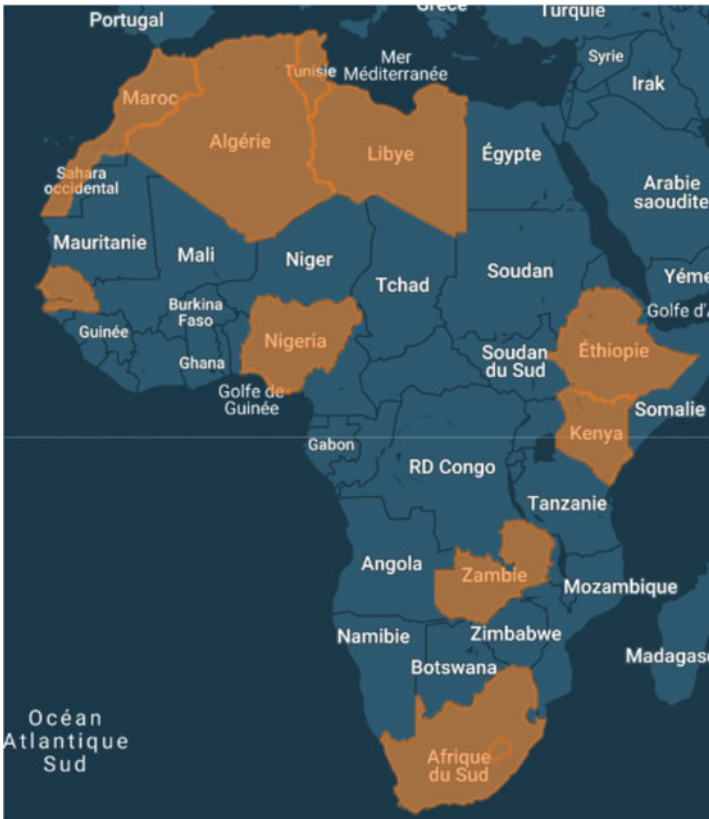 Grèce
Turquie
Portugal
Mer
Méditerranée
Syrie
Irak
Tunisie
Maroc
Algérie
Libye
Égypte
Sahara
occidental
Arabie
saoudite
Mauritanie
Mali
Niger
Tchad
Soudan
Yéme
Golfe d'A
Burkina
Faso
Guinée
Nigeria
Ghana
Soudan
du Sud
Éthiopie
Golfe de
Guinée
Somalie
Kenya
Gabon
RD Congo
Tanzanie
Angola
Zambie
Mozambique
Namibie
Zimbabwe
Botswana
Madagasc
Océan
Atlantique
Sud
Afrique
du Sud